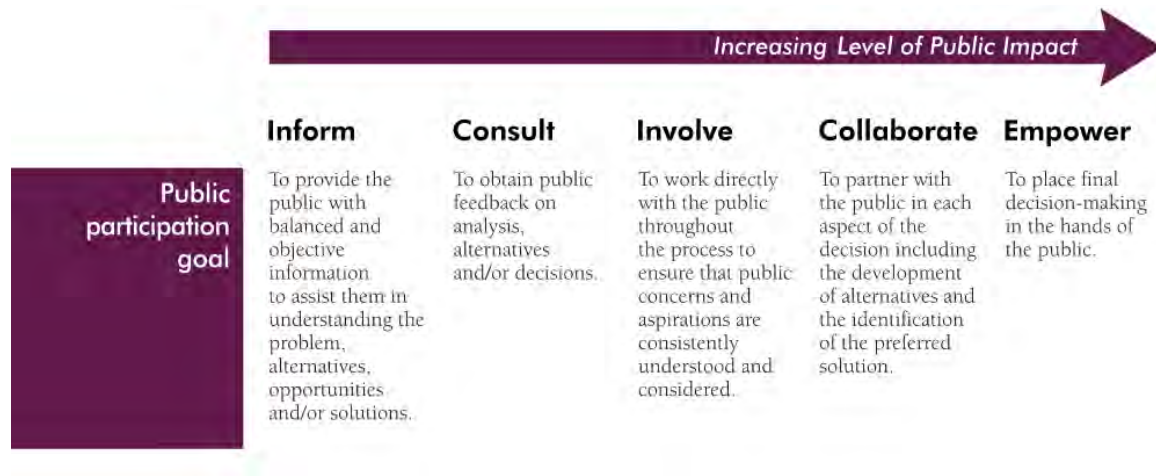 Increasing Level of Public Impact
Public
participation
goal
Inform
To provide the
public with
balanced and
objective
information
to assist them in
understanding the
problem,
alternatives,
opportunities
and/or solutions.
Consult
To obtain public
feedback on
analysis,
alternatives
and/or decisions.
Involve
To work directly
with the public
throughout
the process to
ensure that public
concerns and
aspirations are
consistently
understood and
considered.
Collaborate
To partner with
the public in each
aspect of the
decision including
the development
of alternatives and
the identification
of the preferred
solution.
Empower
To place final
decision-making
in the hands of
the public.